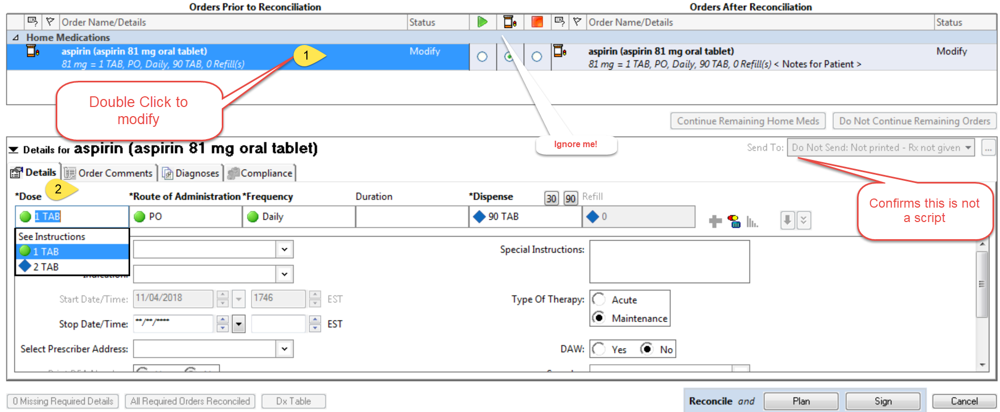 Orders Prior to Reconciliation
Orders After Reconciliation
Order Name/Details
Status
Order Name/Details
Status
Home Medications
aspirin (aspirin 81 mg oral tablet)
Modify
81 mg = 1 TAB, PO, Daily, 90 TAB, 0 Refill(s)
1
aspirin (aspirin 81 mg oral tablet)
Modify
81 mg = 1 TAB, PO, Daily, 90 TAB, 0 Refill(s) < Notes for Patient >
Double Click to
modify
Continue Remaining Home Meds
Do Not Continue Remaining Orders
Ignore me!
Details for aspirin (aspirin 81 mg oral tablet)
Send To: Do Not Send: Not printed - Rx not given
...
Details
Order Comments
Diagnoses
Compliance
2
Confirms this is not
a script
*Dose
*Route of Administration
*Frequency
Duration
*Dispense
30
90
Refill
1 TAB
PO
Daily
90 TAB
0
See Instructions
1 TAB
2 TAB
Special Instructions:
Indication:
Start Date/Time: 11/04/2018 1746 EST
Type Of Therapy:
Acute
Maintenance
Stop Date/Time: **/**/**** EST
Select Prescriber Address:
DAW: Yes No
0 Missing Required Details
All Required Orders Reconciled
Dx Table
Reconcile and
Plan
Sign
Cancel